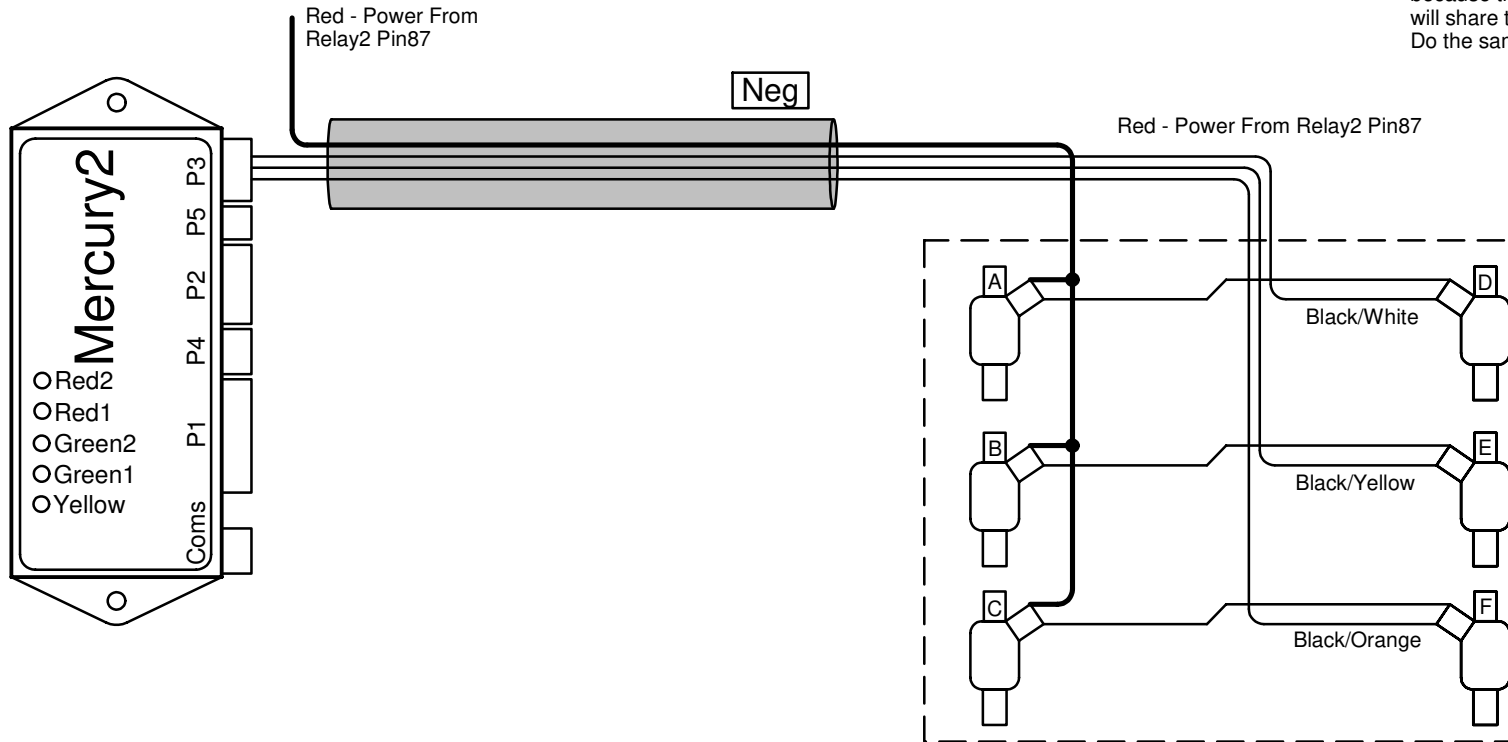 Red - Power From
Relay2 Pin87
will share t
Do the sar
Neg
Red - Power From Relay2 Pin87
Mercury2
P3
P5
P2
P4
P1
Coms
Red2
Red1
Green2
Green1
Yellow
A
D
Black/White
B
E
Black/Yellow
C
F
Black/Orange